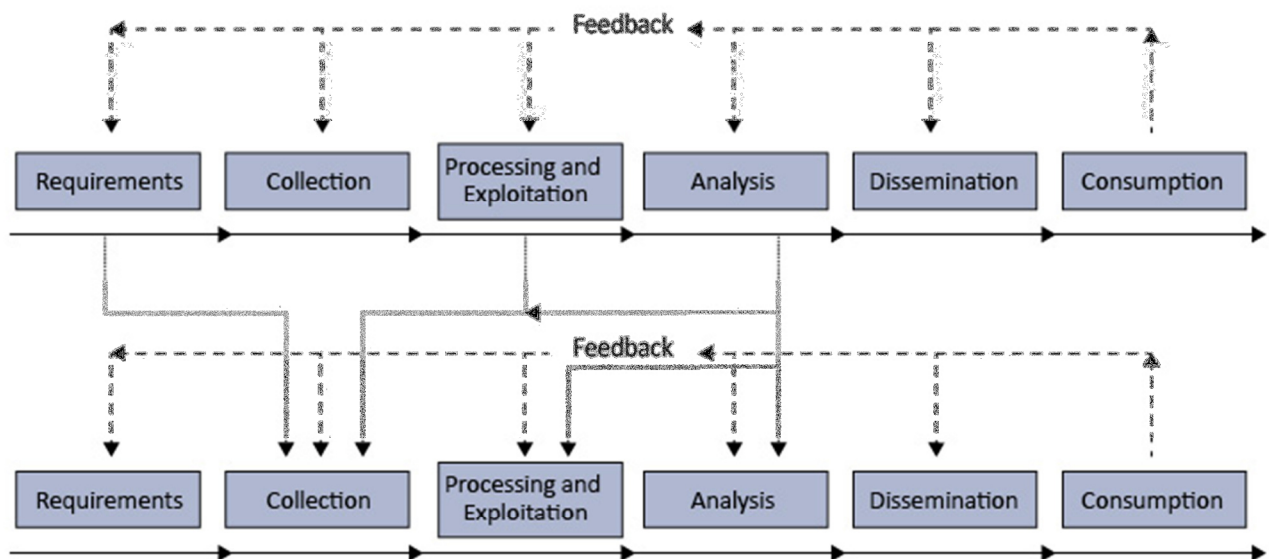 Feedback
Requirements
Collection
Processing and
Exploitation
Analysis
Dissemination
Consumption
Feedback
Requirements
Collection
Processing and
Exploitation
Analysis
Dissemination
Consumption